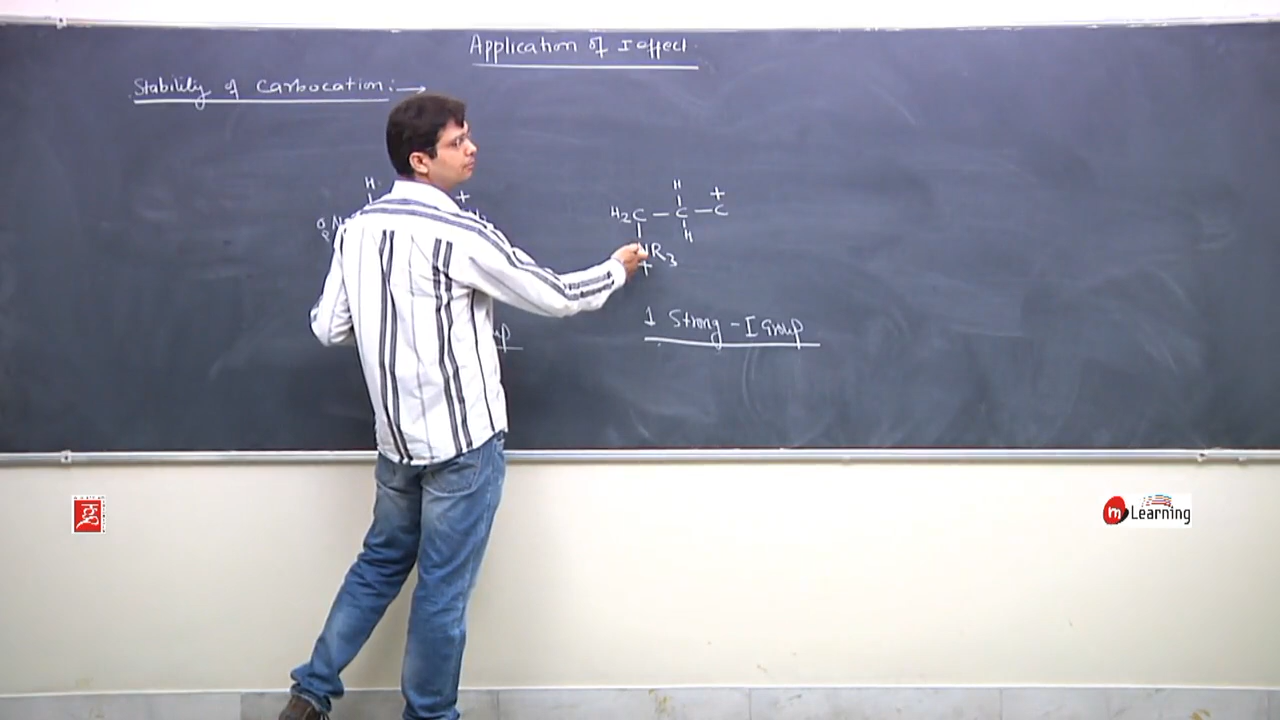 Application of I effect.
Stability of Carbocation :→
H
+
H
+
H₂C — C — C
H
NR₃
+
1 Strong - I Group
m Learning